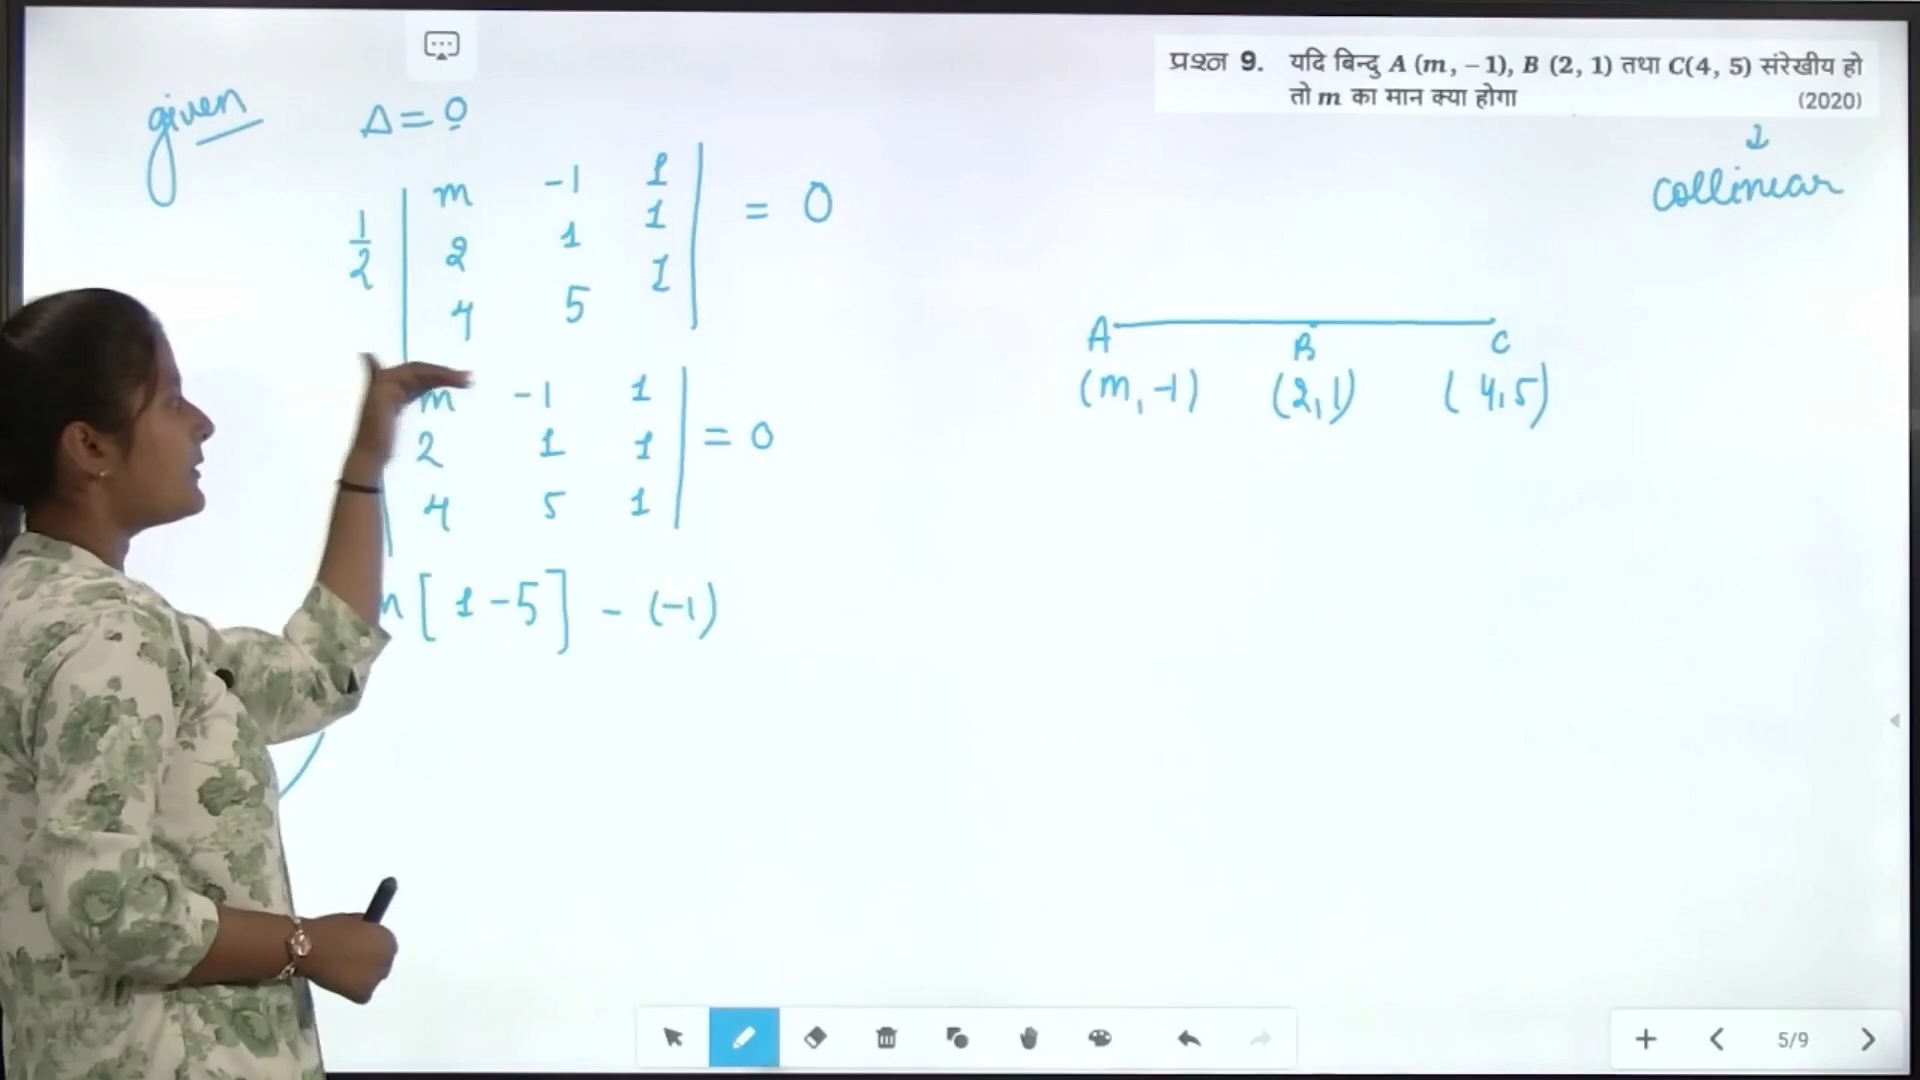 प्रश्न 9. यदि बिन्दु A (m, – 1), B (2, 1) तथा C(4, 5) संरेखीय हो
तो m का मान क्या होगा (2020)
collinear
given Δ = 0
1/2 | m -1 1 | = 0
2 1 1
4 5 1
m -1 1
2 1 1 | = 0
4 5 1
m [ 1 - 5 ] - (-1)
A B C
(m, -1) (2,1) (4,5)
5/9